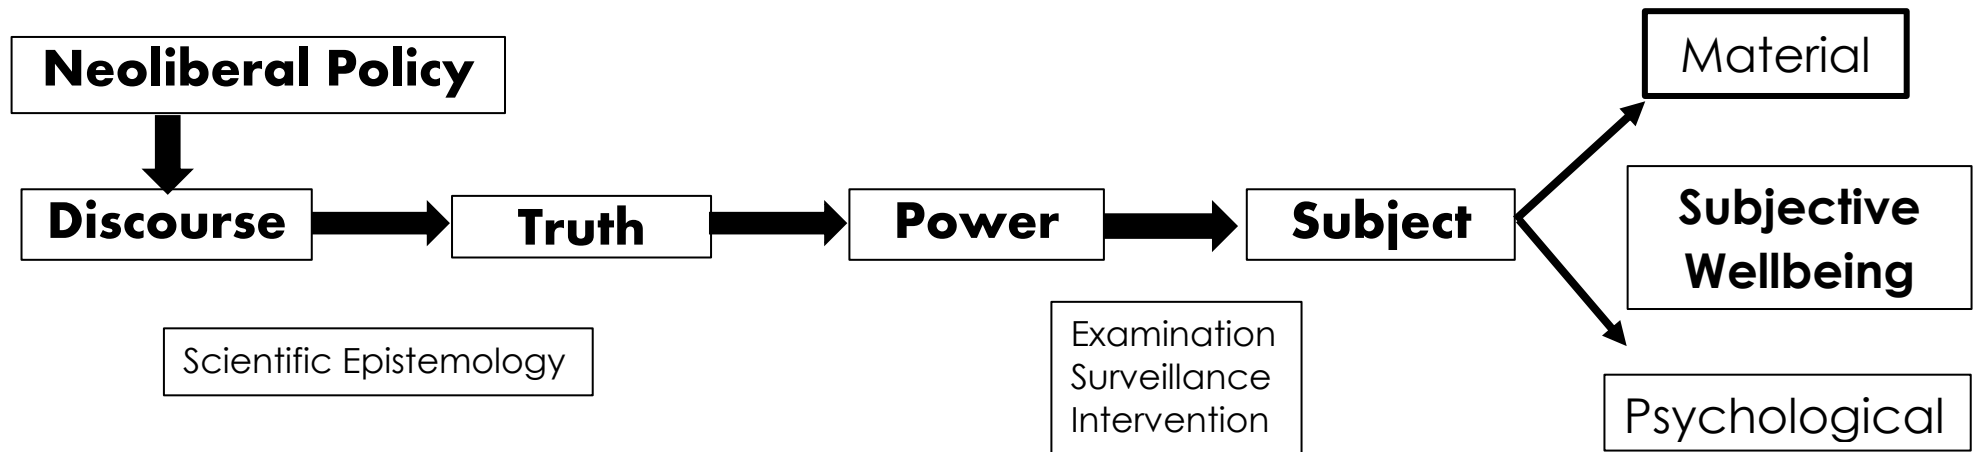 Neoliberal Policy
Material
Discourse
Truth
Power
Subject
Subjective
Wellbeing
Scientific Epistemology
Examination
Surveillance
Intervention
Psychological